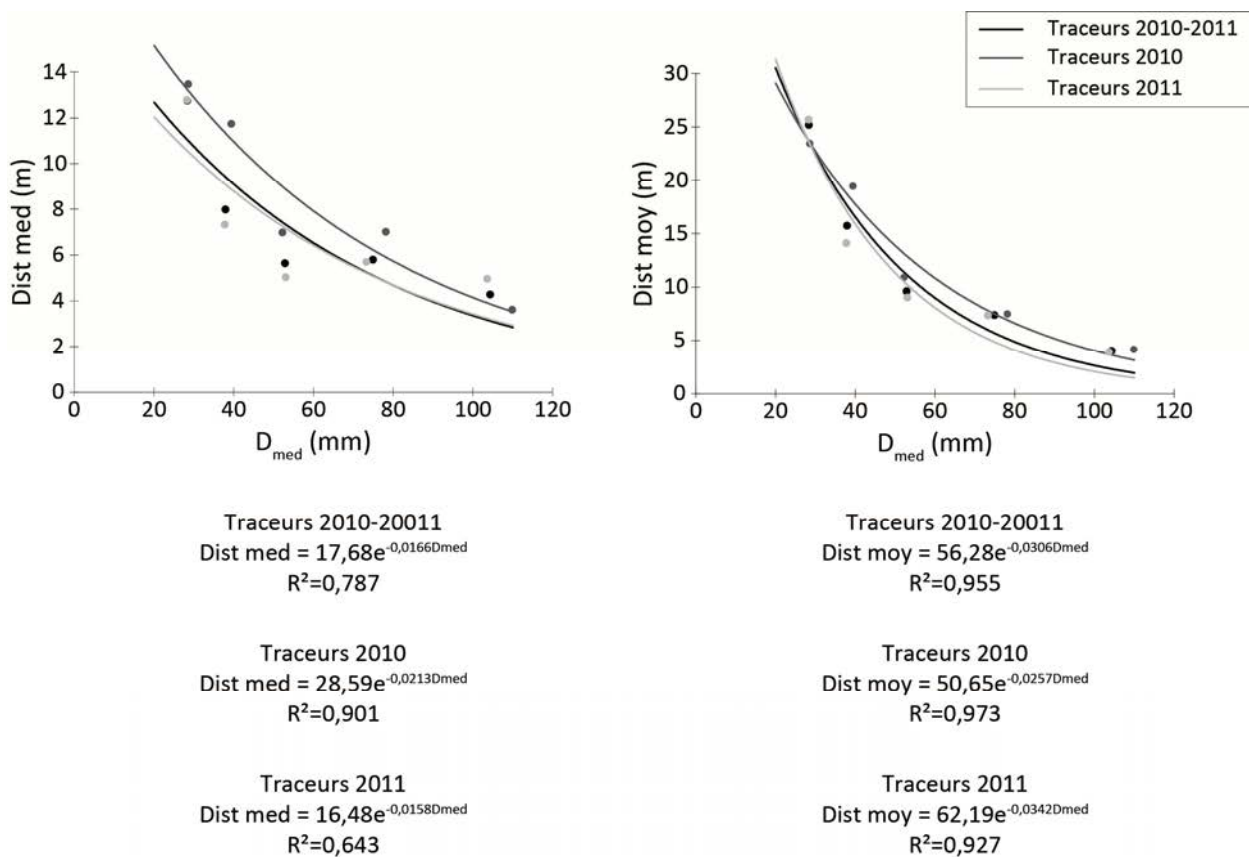 Traceurs 2010-2011
Traceurs 2010
Traceurs 2011
Dist med (m)
14
12
10
8
6
4
2
0
0 20 40 60 80 100 120
D_med (mm)
Dist moy (m)
30
25
20
15
10
5
0
0 20 40 60 80 100 120
D_med (mm)
Traceurs 2010-20011
Dist med = 17,68e^-0,0166Dmed
R²=0,787
Traceurs 2010
Dist med = 28,59e^-0,0213Dmed
R²=0,901
Traceurs 2011
Dist med = 16,48e^-0,0158Dmed
R²=0,643
Traceurs 2010-20011
Dist moy = 56,28e^-0,0306Dmed
R²=0,955
Traceurs 2010
Dist moy = 50,65e^-0,0257Dmed
R²=0,973
Traceurs 2011
Dist moy = 62,19e^-0,0342Dmed
R²=0,927